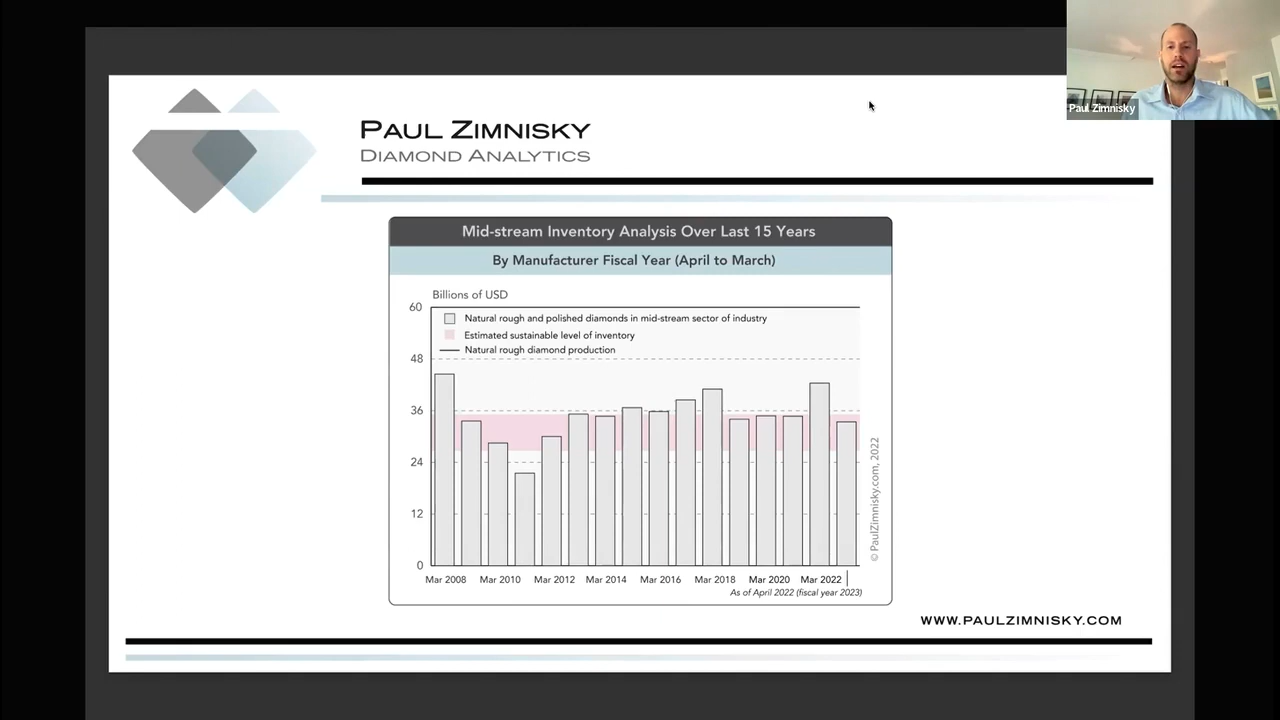 Paul Zimnisky
PAUL ZIMNISKY
DIAMOND ANALYTICS
Mid-stream Inventory Analysis Over Last 15 Years
By Manufacturer Fiscal Year (April to March)
Billions of USD
60
Natural rough and polished diamonds in mid-stream sector of industry
Estimated sustainable level of inventory
Natural rough diamond production
48
36
24
12
0
© PaulZimnisky.com, 2022
Mar 2008 Mar 2010 Mar 2012 Mar 2014 Mar 2016 Mar 2018 Mar 2020 Mar 2022
As of April 2022 (fiscal year 2023)
WWW.PAULZIMNISKY.COM